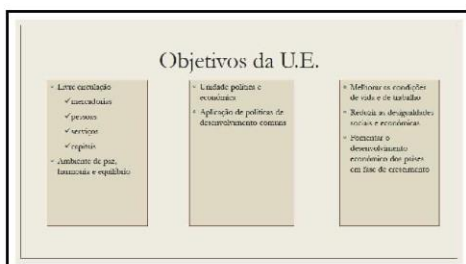 Objetivos da U.E.
• Livre circulação
✓mercadorias
✓pessoas
✓serviços
✓capitais
• Ambiente de paz,
harmonia e equilíbrio
• Unidade política e
económica
• Aplicação de políticas de
desenvolvimento comuns
• Melhorar as condições
de vida e de trabalho
• Reduzir as desigualdades
sociais e económicas
• Fomentar o
desenvolvimento
económico dos países
em fase de crescimento